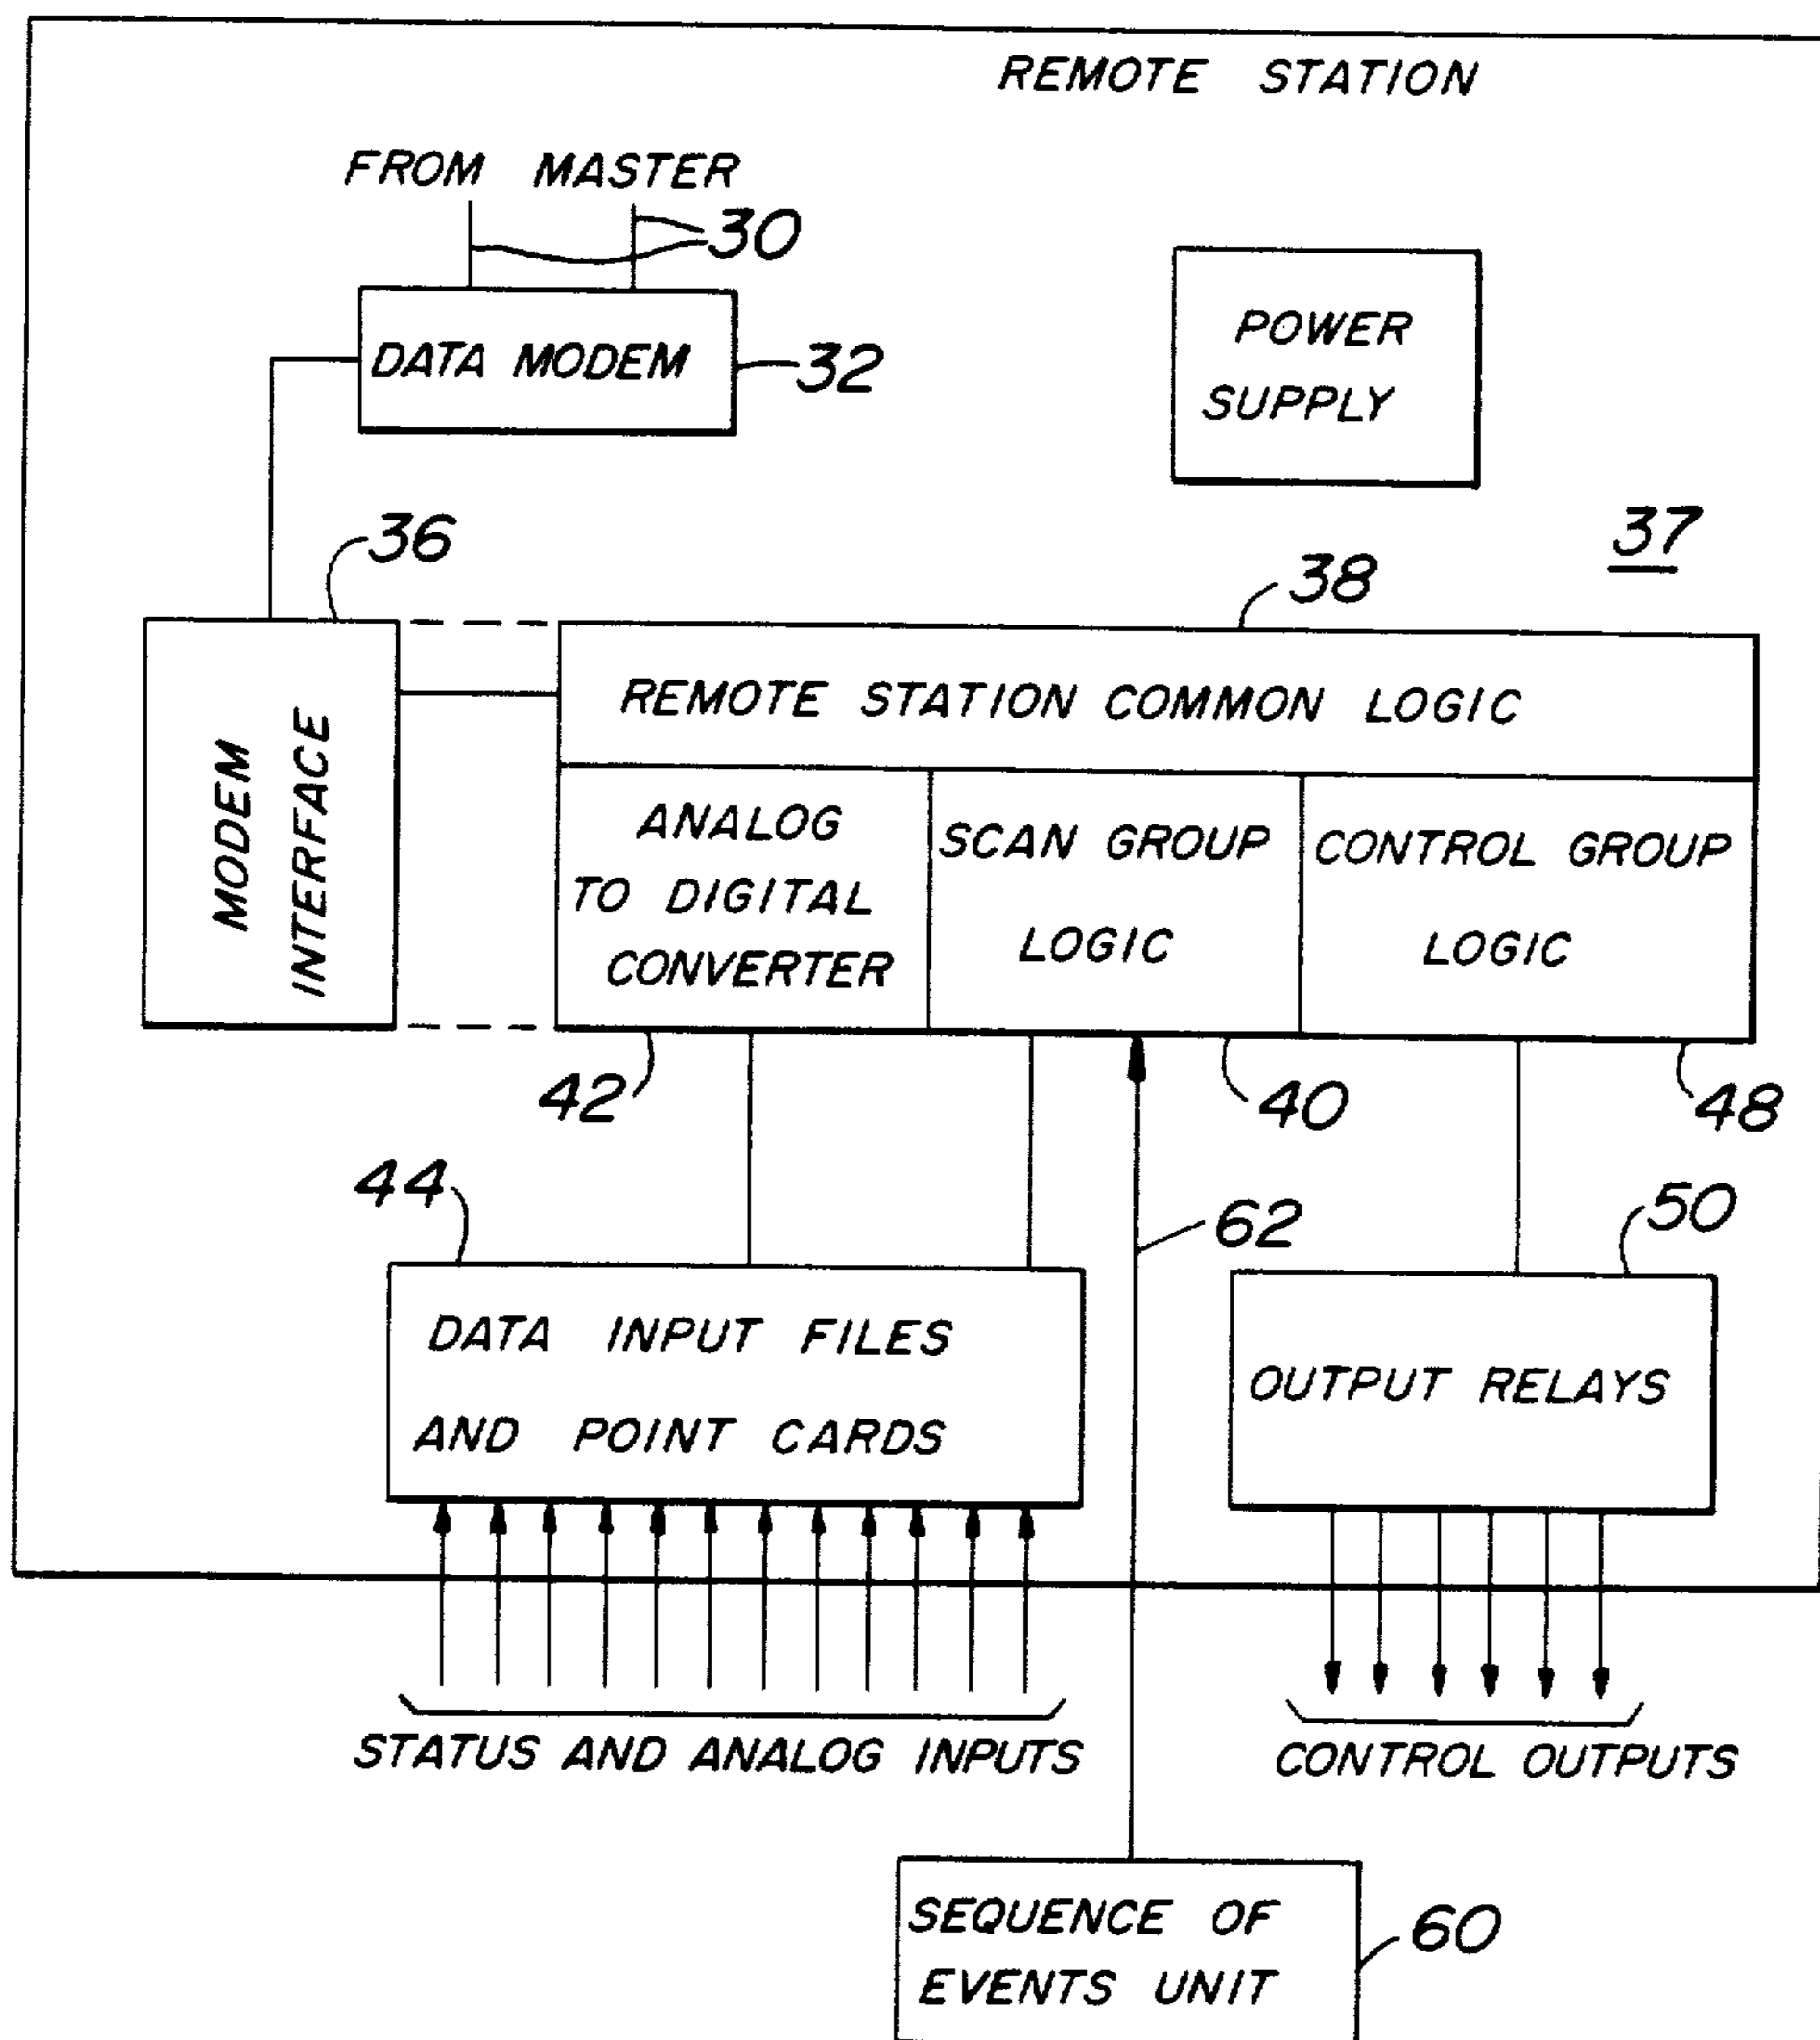 REMOTE STATION
FROM MASTER
30
DATA MODEM
32
POWER
SUPPLY
37
36
38
MODEM
INTERFACE
REMOTE STATION COMMON LOGIC
ANALOG
TO DIGITAL
CONVERTER
SCAN GROUP
LOGIC
CONTROL GROUP
LOGIC
42
40
48
44
62
50
DATA INPUT FILES
AND POINT CARDS
OUTPUT RELAYS
STATUS AND ANALOG INPUTS
CONTROL OUTPUTS
SEQUENCE OF
EVENTS UNIT
60